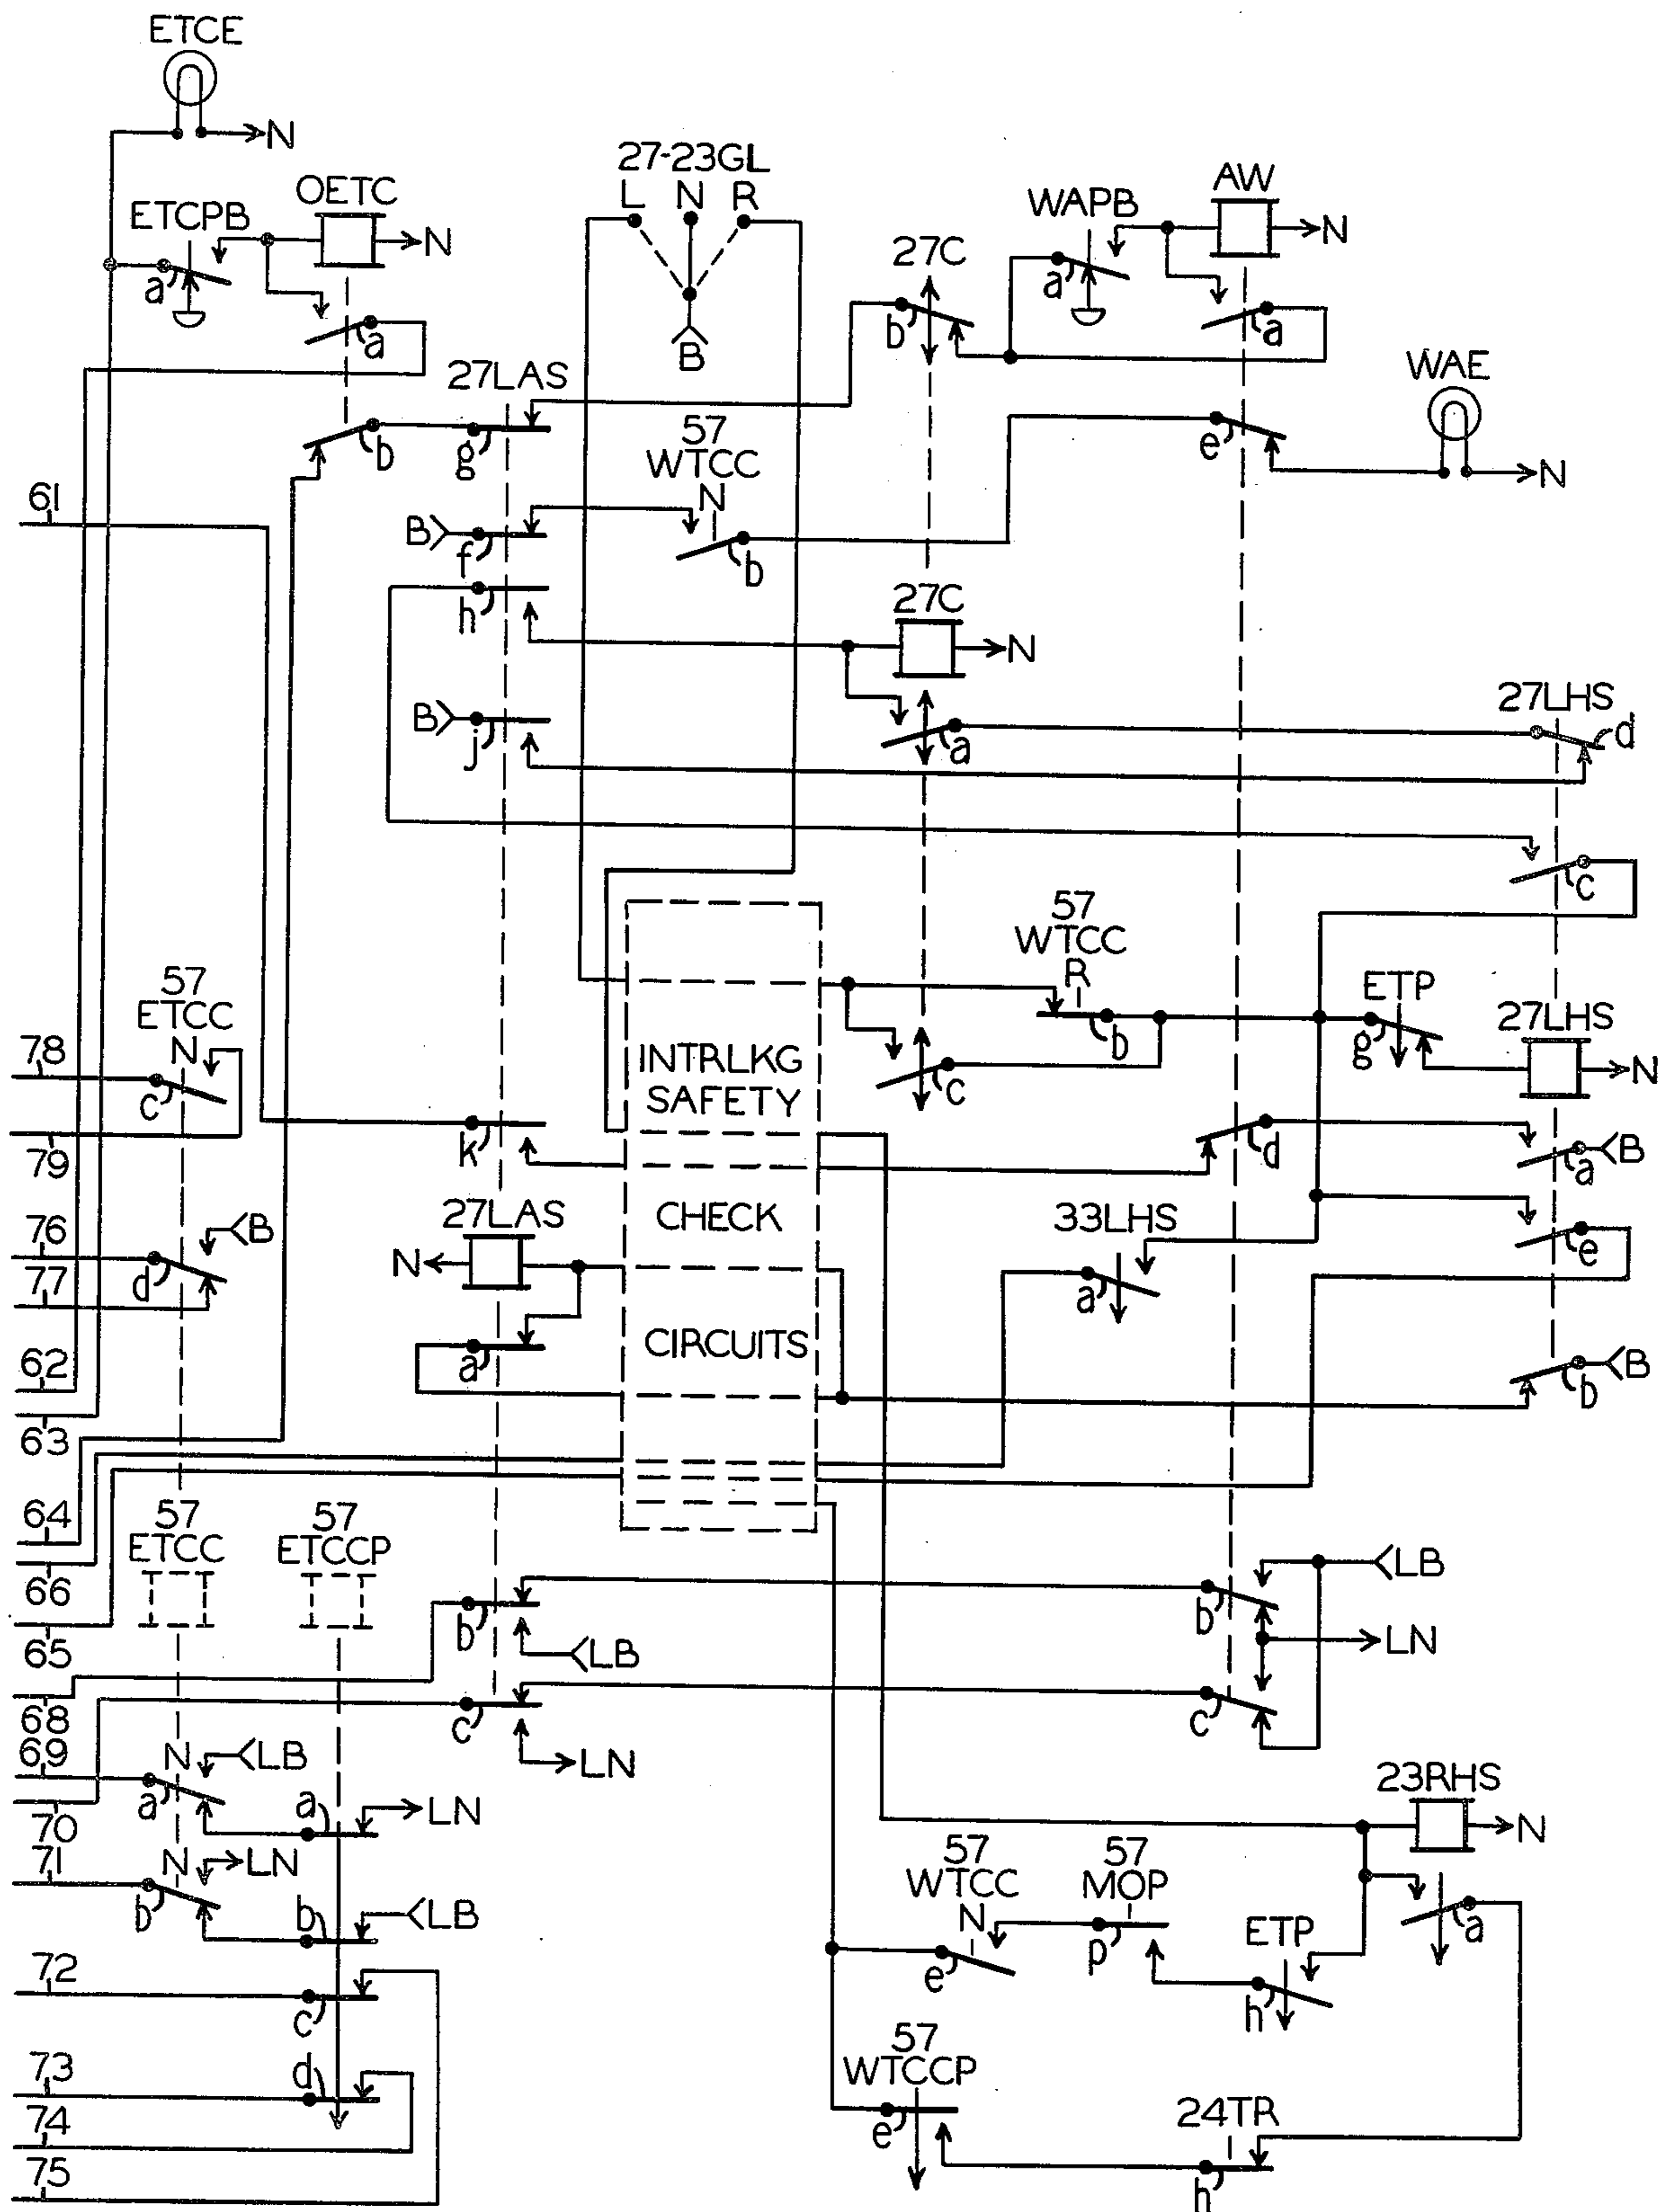 ETCE
N
27-23GL
L N R
B
ETCPB
a
OETC
N
a
b
27LAS
g
27C
b
WAPB
a
AW
N
a
WAE
N
e
61
B
f
57
WTCC
N
b
h
27C
N
a
B
j
27LHS
d
c
57
WTCC
R
b
c
ETP
g
27LHS
N
57
ETCC
N
78
c
79
INTRLKG
SAFETY
CHECK
CIRCUITS
k
d
B
a
76
B
d
77
27LAS
N
a
33LHS
a
e
B
b
62
63
64
66
65
57
ETCC
57
ETCCP
b
LB
b
LB
LN
68
c
LN
c
69
N
LB
a
a
LN
70
71
N
LN
b
b
LB
72
c
73
d
74
75
23RHS
N
a
57
WTCC
N
e
57
MOP
p
ETP
h
57
WTCCP
e
24TR
h